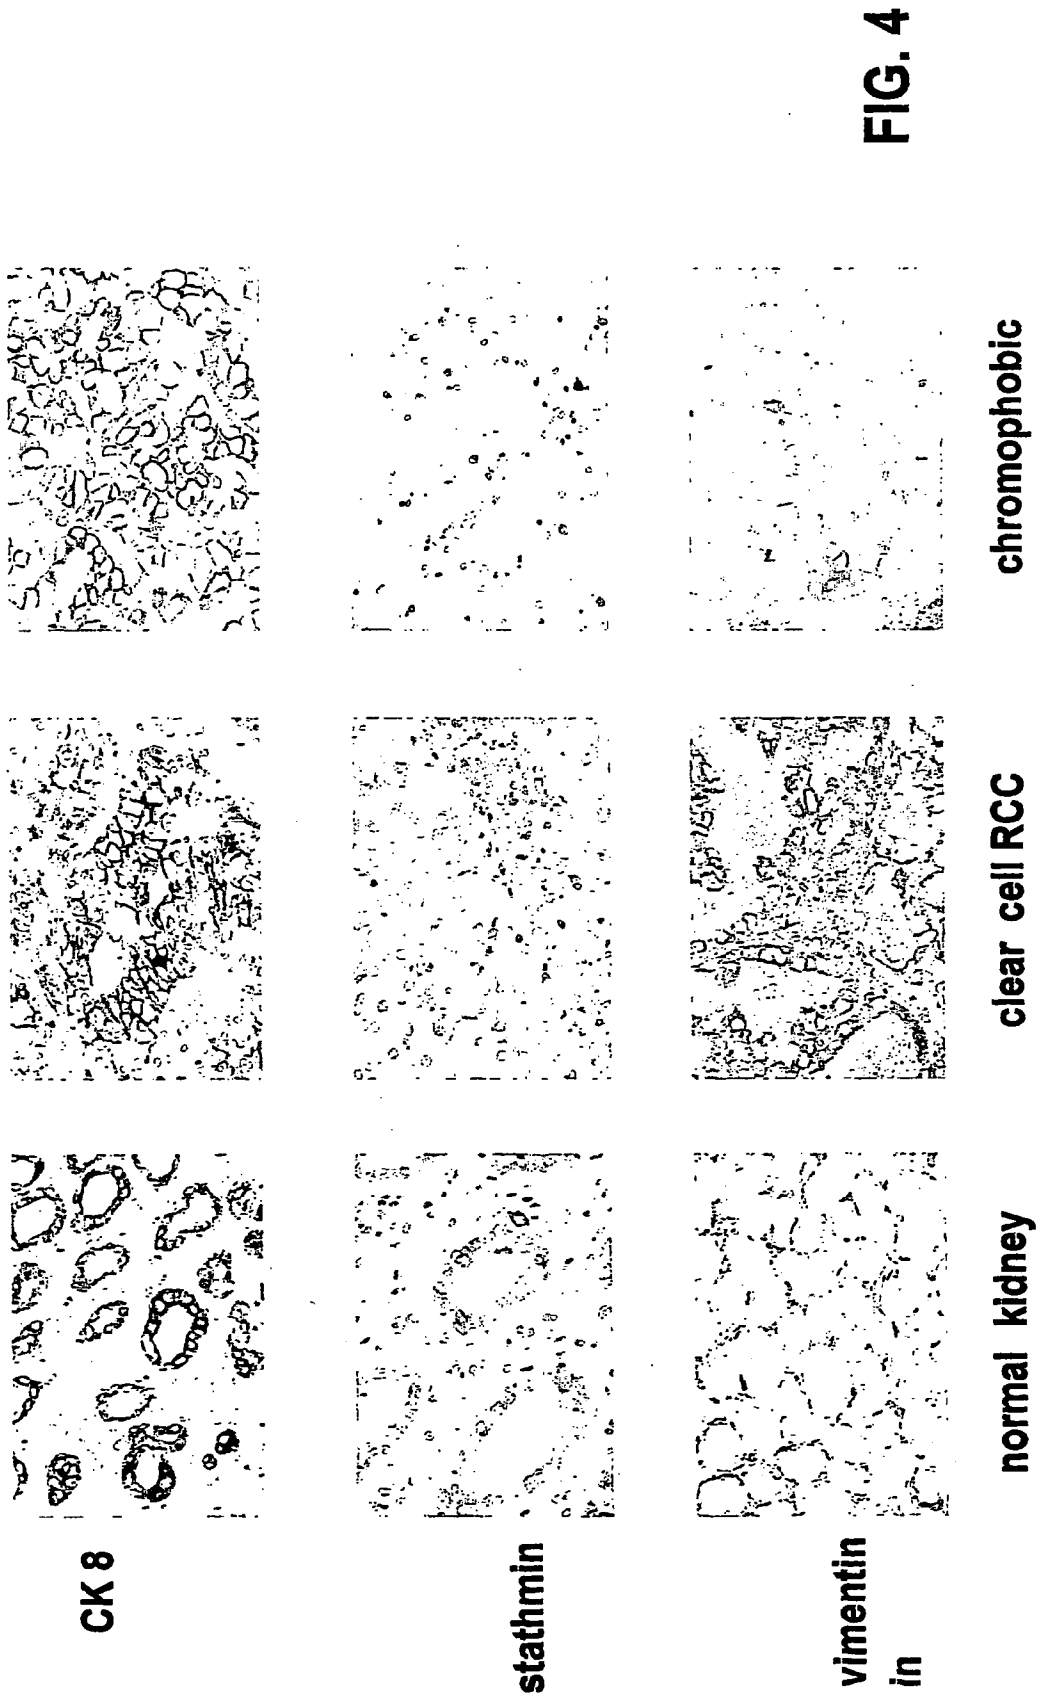 CK 8
stathmin
vimentin
in
normal kidney
clear cell RCC
chromophobic
FIG. 4